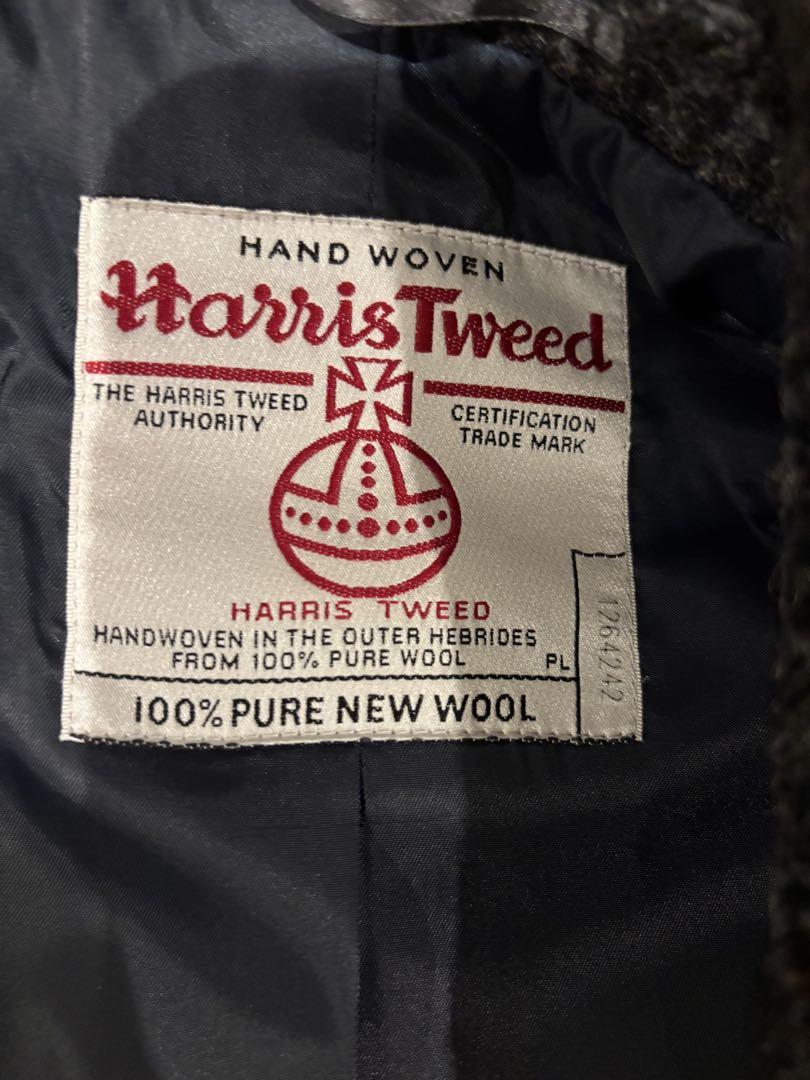 HAND WOVEN
Harris Tweed
THE HARRIS TWEED
AUTHORITY
CERTIFICATION
TRADE MARK
HARRIS TWEED
HANDWOVEN IN THE OUTER HEBRIDES
FROM 100% PURE WOOL
PL
100% PURE NEW WOOL
1264242